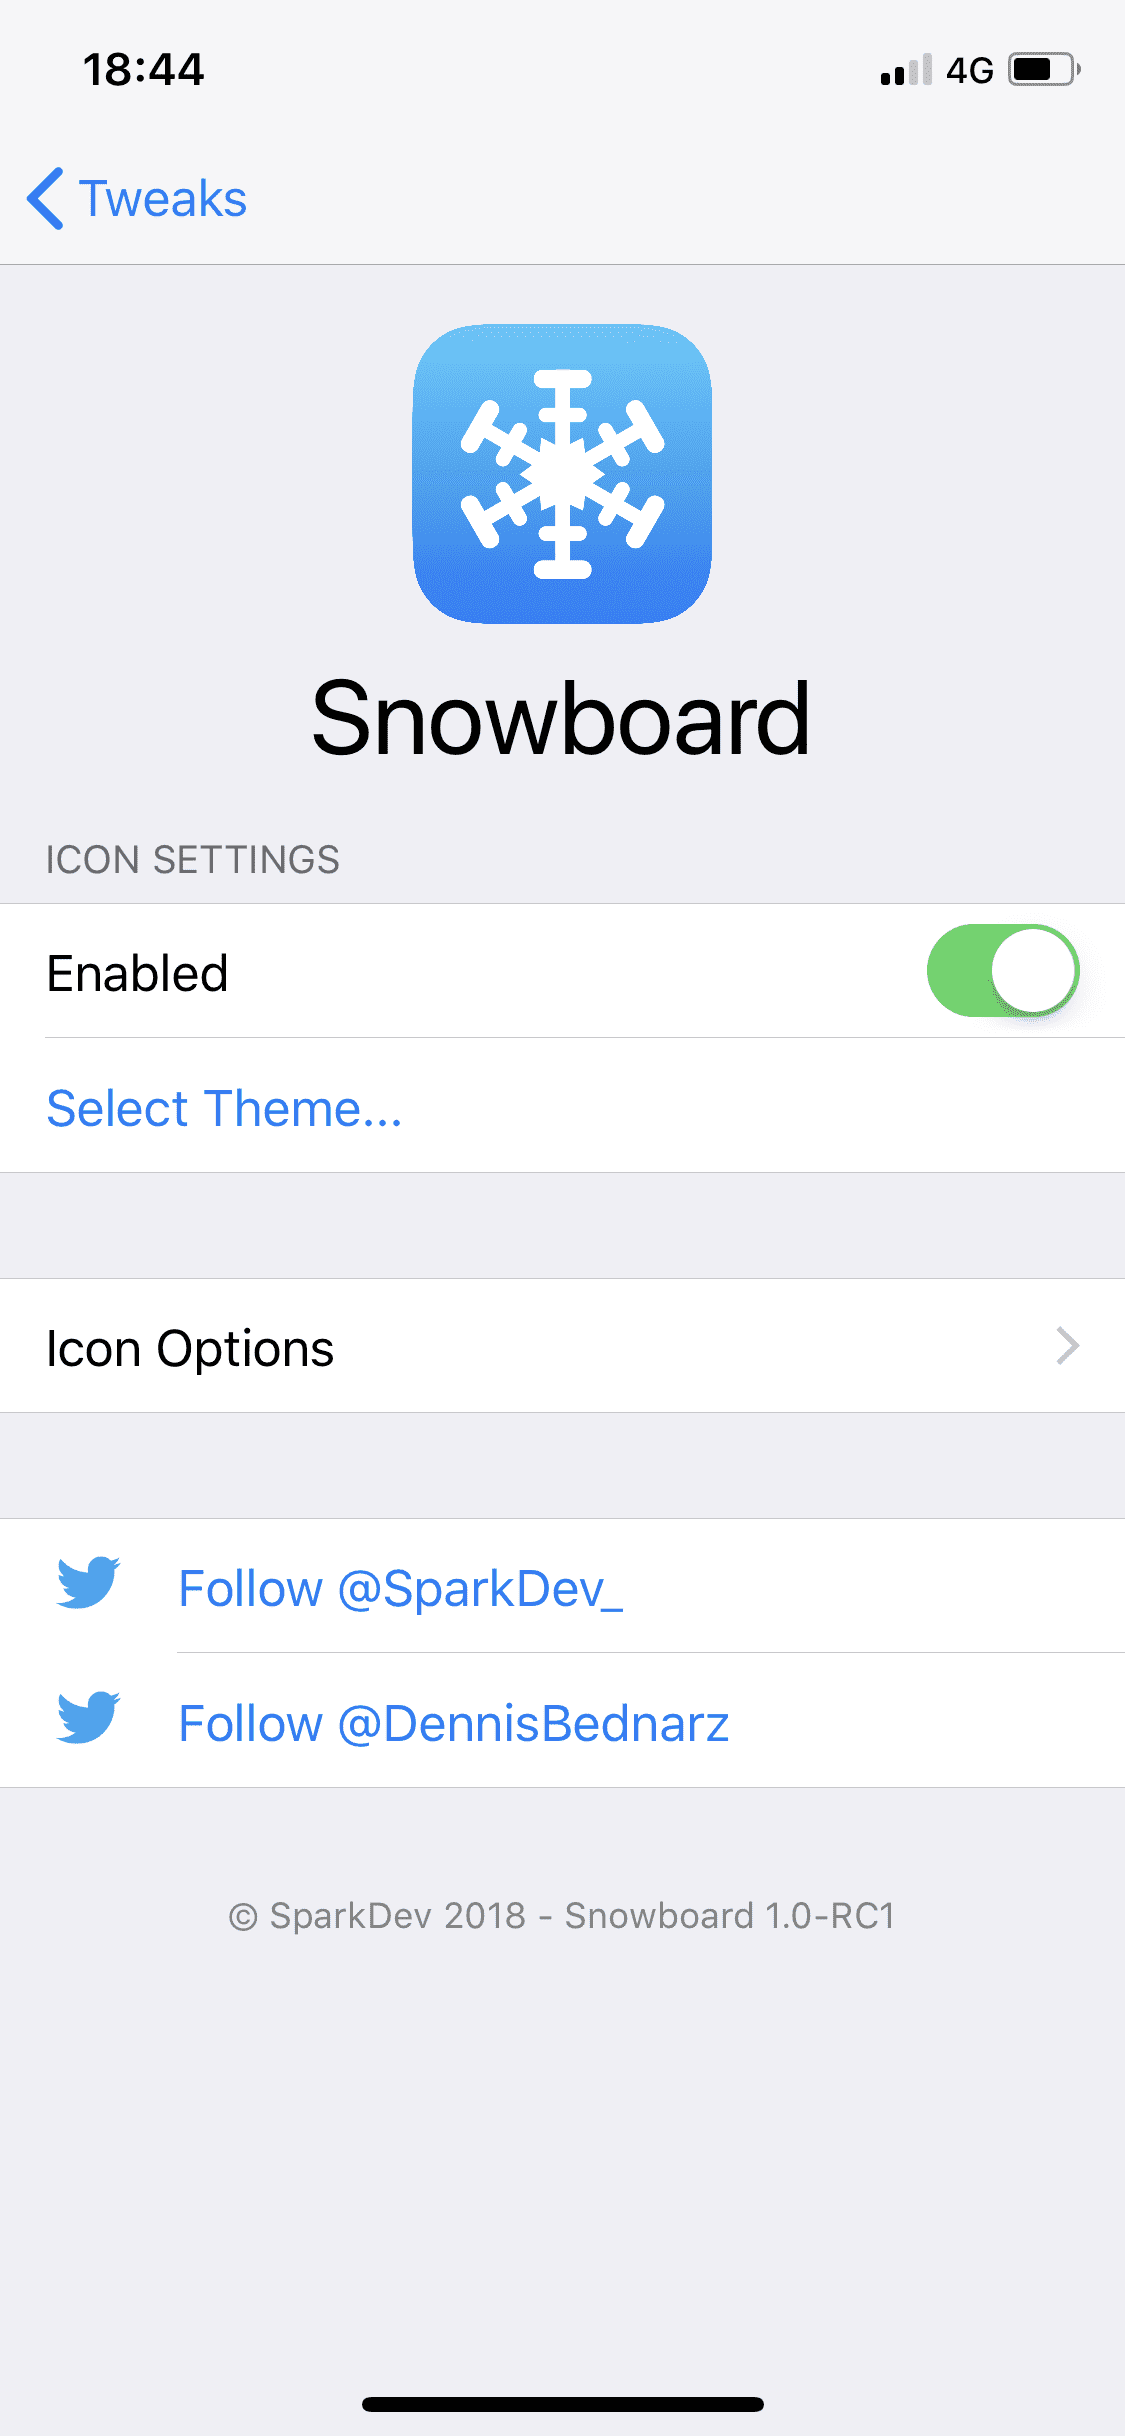 18:44
4G
Tweaks
Snowboard
ICON SETTINGS
Enabled
Select Theme...
Icon Options
Follow @SparkDev_
Follow @DennisBednarz
© SparkDev 2018 - Snowboard 1.0-RC1